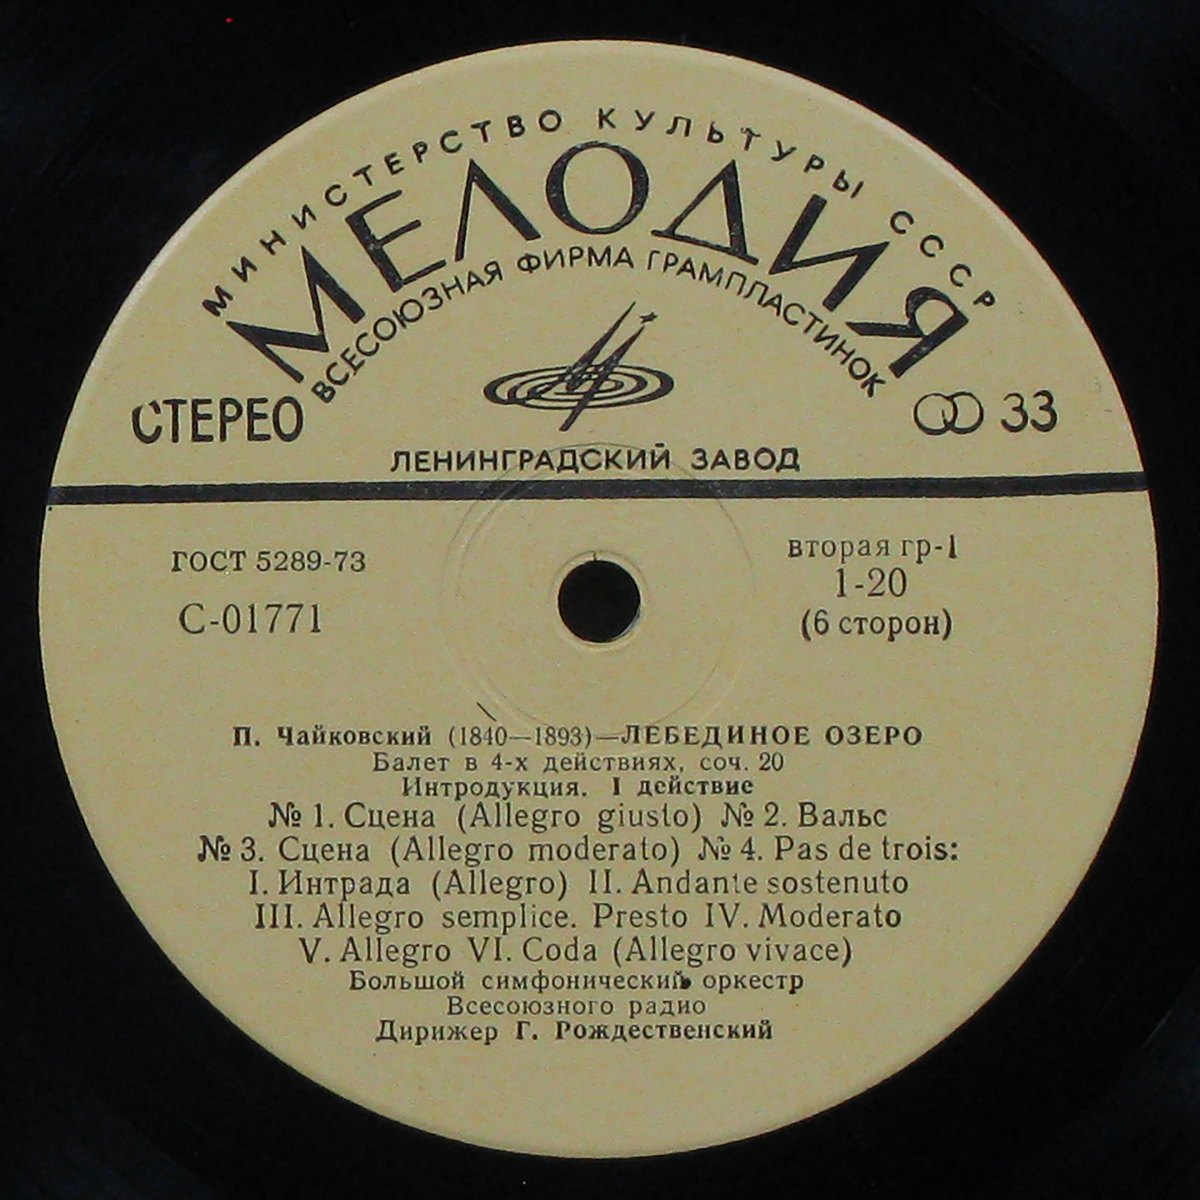 МИНИСТЕРСТВО КУЛЬТУРЫ СССР
МЕЛОДИЯ
ВСЕСОЮЗНАЯ ФИРМА ГРАМПЛАСТИНОК
СТЕРЕО
33
ЛЕНИНГРАДСКИЙ ЗАВОД
ГОСТ 5289-73
С-01771
вторая гр-1
1-20
(6 сторон)
П. Чайковский (1840—1893)—ЛЕБЕДИНОЕ ОЗЕРО
Балет в 4-х действиях, соч. 20
Интродукция. I действие
№ 1. Сцена (Allegro giusto) № 2. Вальс
№ 3. Сцена (Allegro moderato) № 4. Pas de trois:
I. Интрада (Allegro) II. Andante sostenuto
III. Allegro semplice. Presto IV. Moderato
V. Allegro VI. Coda (Allegro vivace)
Большой симфонический оркестр
Всесоюзного радио
Дирижер Г. Рождественский